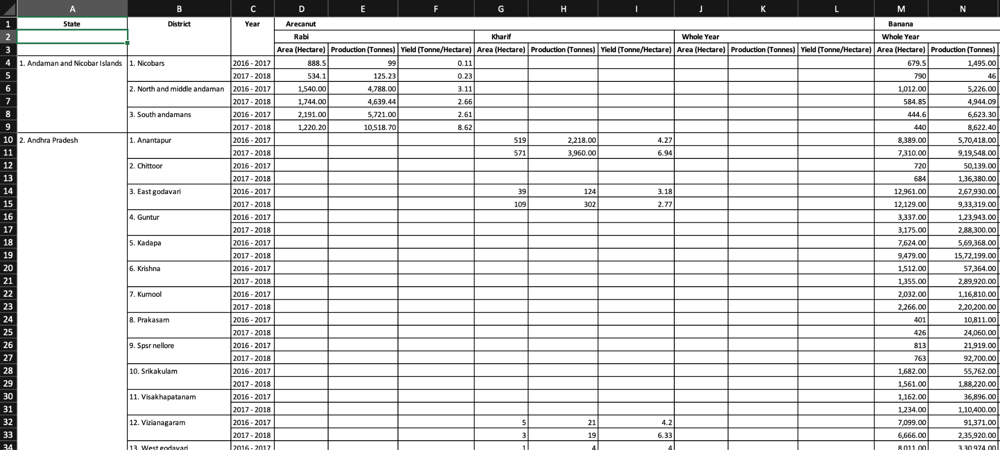 A B C D E F G H I J K L M N
1 State District Year Arecanut Banana
2 Rabi Kharif Whole Year Whole Year
3 Area (Hectare) Production (Tonnes) Yield (Tonne/Hectare) Area (Hectare) Production (Tonnes) Yield (Tonne/Hectare) Area (Hectare) Production (Tonnes) Yield (Tonne/Hectare) Area (Hectare) Production (Tonnes)
4 1. Andaman and Nicobar Islands 1. Nicobars 2016 - 2017 888.5 99 0.11 679.5 1,495.00
5 2017 - 2018 534.1 125.23 0.23 790 46
6 2. North and middle andaman 2016 - 2017 1,540.00 4,788.00 3.11 1,012.00 5,226.00
7 2017 - 2018 1,744.00 4,639.44 2.66 584.85 4,944.09
8 3. South andamans 2016 - 2017 2,191.00 5,721.00 2.61 444.6 6,623.30
9 2017 - 2018 1,220.20 10,518.70 8.62 440 8,622.40
10 2. Andhra Pradesh 1. Anantapur 2016 - 2017 519 2,218.00 4.27 8,389.00 5,70,418.00
11 2017 - 2018 571 3,960.00 6.94 7,310.00 9,19,548.00
12 2. Chittoor 2016 - 2017 720 50,139.00
13 2017 - 2018 684 1,36,380.00
14 3. East godavari 2016 - 2017 39 124 3.18 12,961.00 2,67,930.00
15 2017 - 2018 109 302 2.77 12,129.00 9,33,319.00
16 4. Guntur 2016 - 2017 3,337.00 1,23,943.00
17 2017 - 2018 3,175.00 2,88,300.00
18 5. Kadapa 2016 - 2017 7,624.00 5,69,368.00
19 2017 - 2018 9,479.00 15,72,199.00
20 6. Krishna 2016 - 2017 1,512.00 57,364.00
21 2017 - 2018 1,355.00 2,89,920.00
22 7. Kurnool 2016 - 2017 2,032.00 1,16,810.00
23 2017 - 2018 2,266.00 2,20,200.00
24 8. Prakasam 2016 - 2017 401 10,811.00
25 2017 - 2018 426 24,060.00
26 9. Spsr nellore 2016 - 2017 813 21,919.00
27 2017 - 2018 763 92,700.00
28 10. Srikakulam 2016 - 2017 1,682.00 55,762.00
29 2017 - 2018 1,561.00 1,88,220.00
30 11. Visakhapatanam 2016 - 2017 1,162.00 36,896.00
31 2017 - 2018 1,234.00 1,10,400.00
32 12. Vizianagaram 2016 - 2017 5 21 4.2 7,099.00 91,371.00
33 2017 - 2018 3 19 6.33 6,666.00 2,35,920.00
34 13. West godavari 2016 - 2017 1 4 4 8,011.00 3,30,974.00